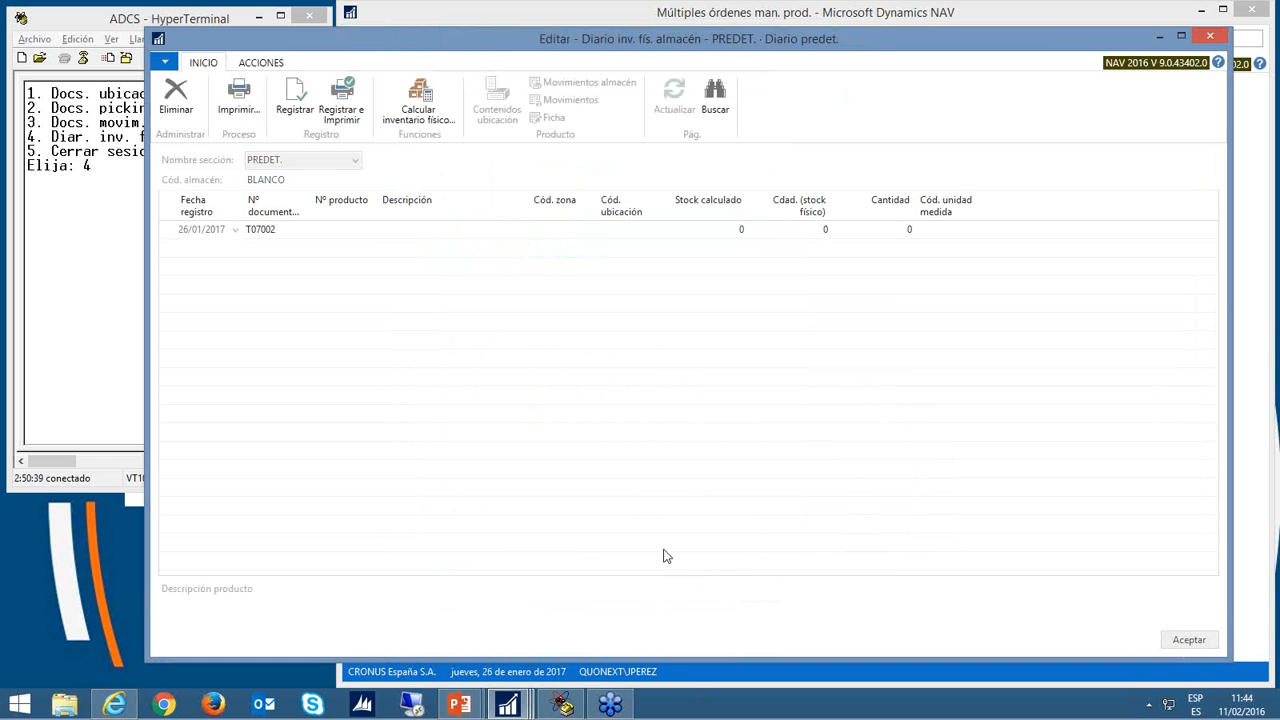 ADCS - HyperTerminal
Múltiples órdenes man. prod. - Microsoft Dynamics NAV
Archivo Edición Ver
Editar - Diario inv. fís. almacén - PREDET. · Diario predet.
INICIO ACCIONES
NAV 2016 V 9.0.43402.0
02.0
Eliminar
Imprimir...
Registrar
Registrar e Imprimir
Calcular inventario físico...
Contenidos ubicación
Movimientos almacén
Movimientos
Ficha
Actualizar
Buscar
Administrar Proceso Registro Funciones Producto Pág.
1. Docs. ubica
2. Docs. pickin
3. Docs. movim.
4. Diar. inv. f
5. Cerrar sesió
Elija: 4
Nombre sección: PREDET.
Cód. almacén: BLANCO
Fecha registro Nº document... Nº producto Descripción Cód. zona Cód. ubicación Stock calculado Cdad. (stock físico) Cantidad Cód. unidad medida
26/01/2017 T07002 0 0 0
2:50:39 conectado
Descripción producto
Aceptar
CRONUS España S.A. jueves, 26 de enero de 2017 QUONEXT\JPEREZ
ESP
ES
11:44
11/02/2016